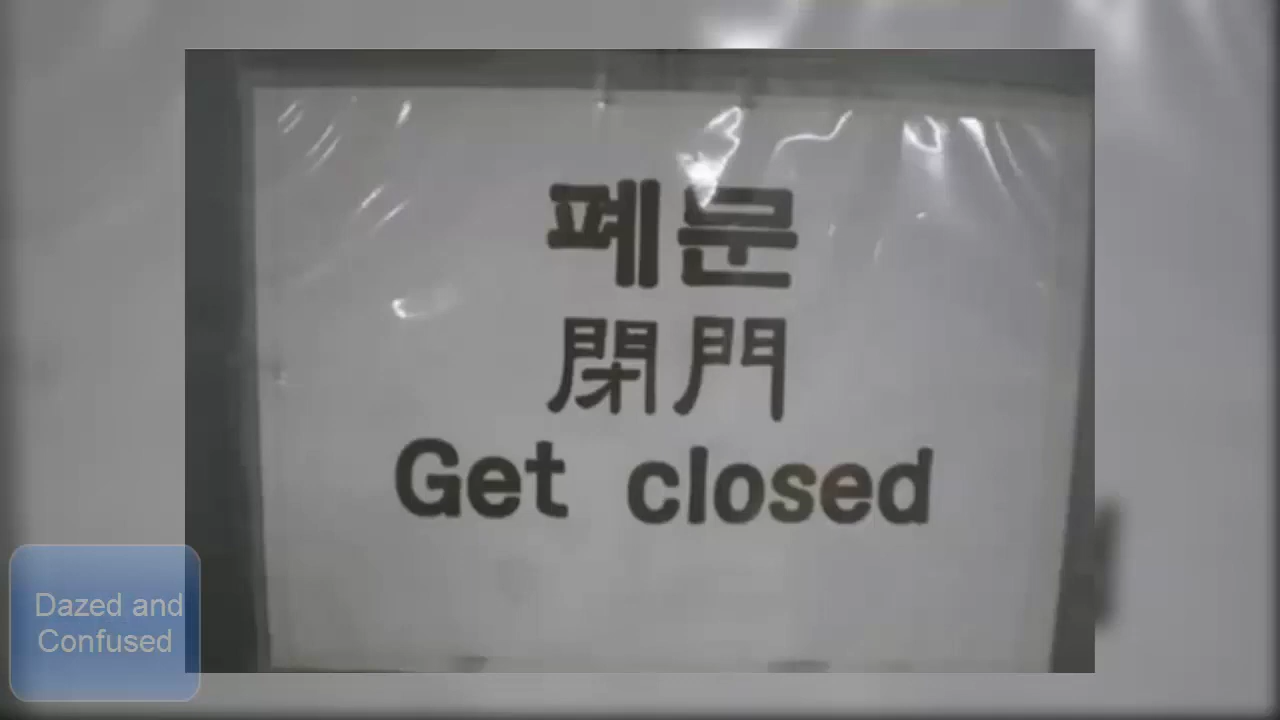 폐문
閉門
Get closed
Dazed and
Confused